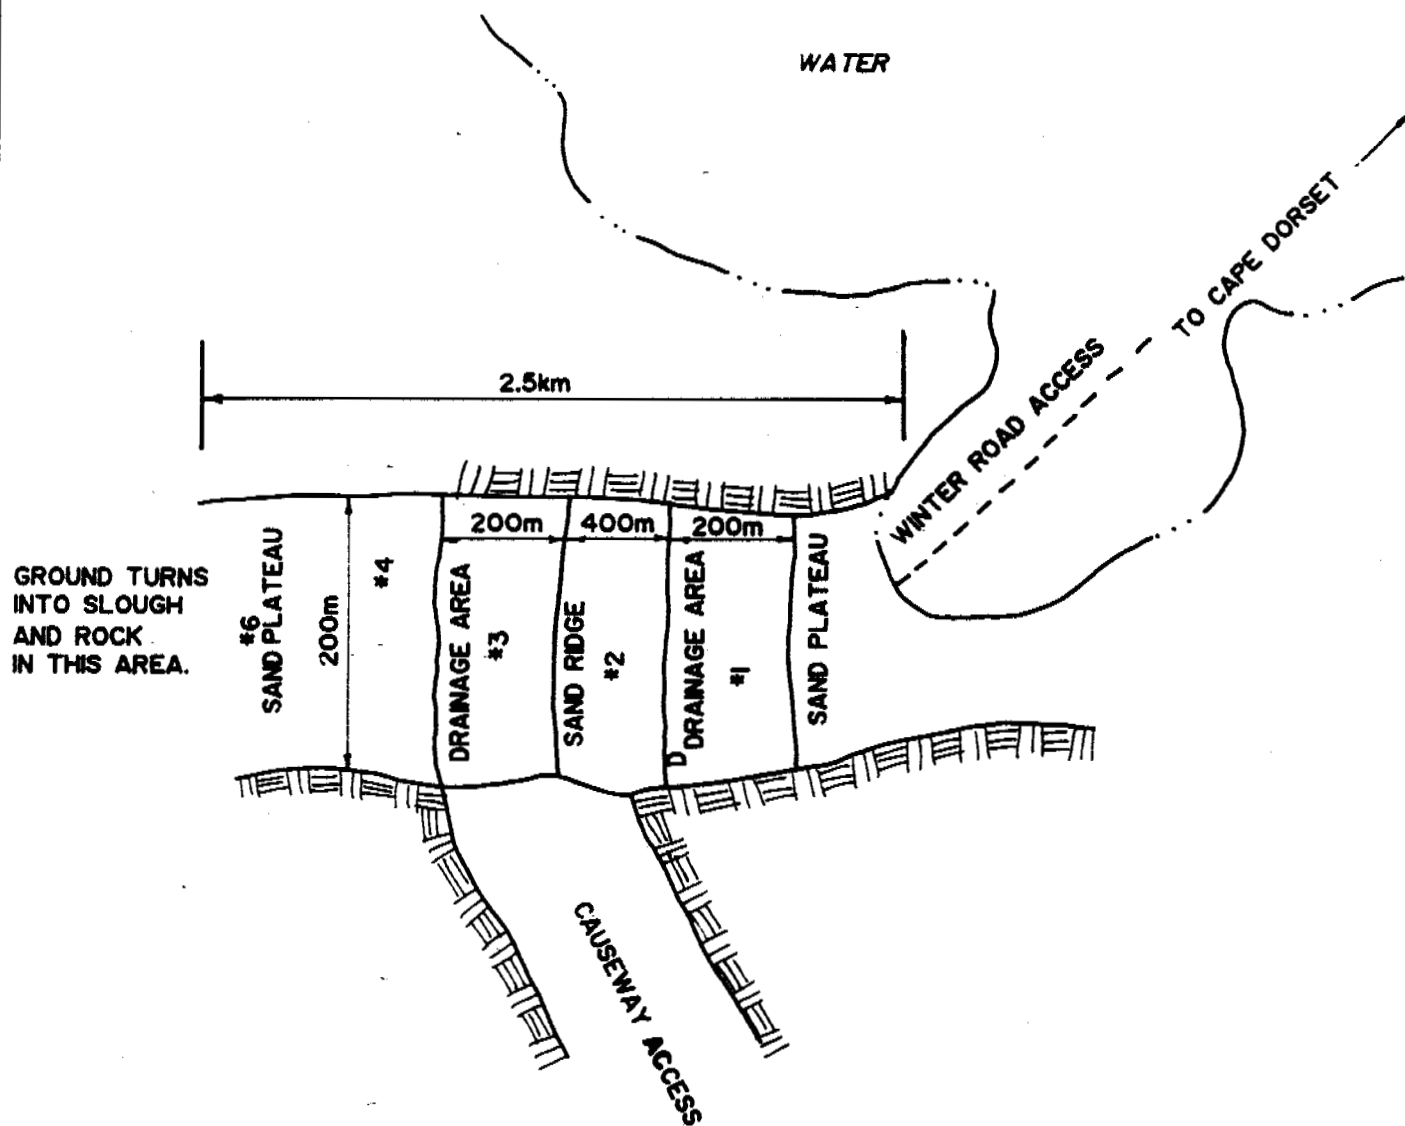 WATER
TO CAPE DORSET
WINTER ROAD ACCESS
2.5km
200m
400m
200m
GROUND TURNS
INTO SLOUGH
AND ROCK
IN THIS AREA.
#6
SAND PLATEAU
200m
#4
DRAINAGE AREA
#3
SAND RIDGE
#2
D
DRAINAGE AREA
#1
SAND PLATEAU
CAUSEWAY ACCESS